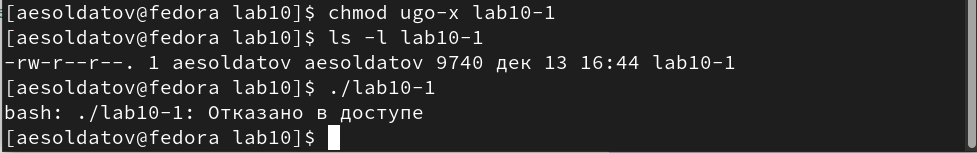 [aesoldatov@fedora lab10]$ chmod ugo-x lab10-1
[aesoldatov@fedora lab10]$ ls -l lab10-1
-rw-r--r--. 1 aesoldatov aesoldatov 9740 дек 13 16:44 lab10-1
[aesoldatov@fedora lab10]$ ./lab10-1
bash: ./lab10-1: Отказано в доступе
[aesoldatov@fedora lab10]$